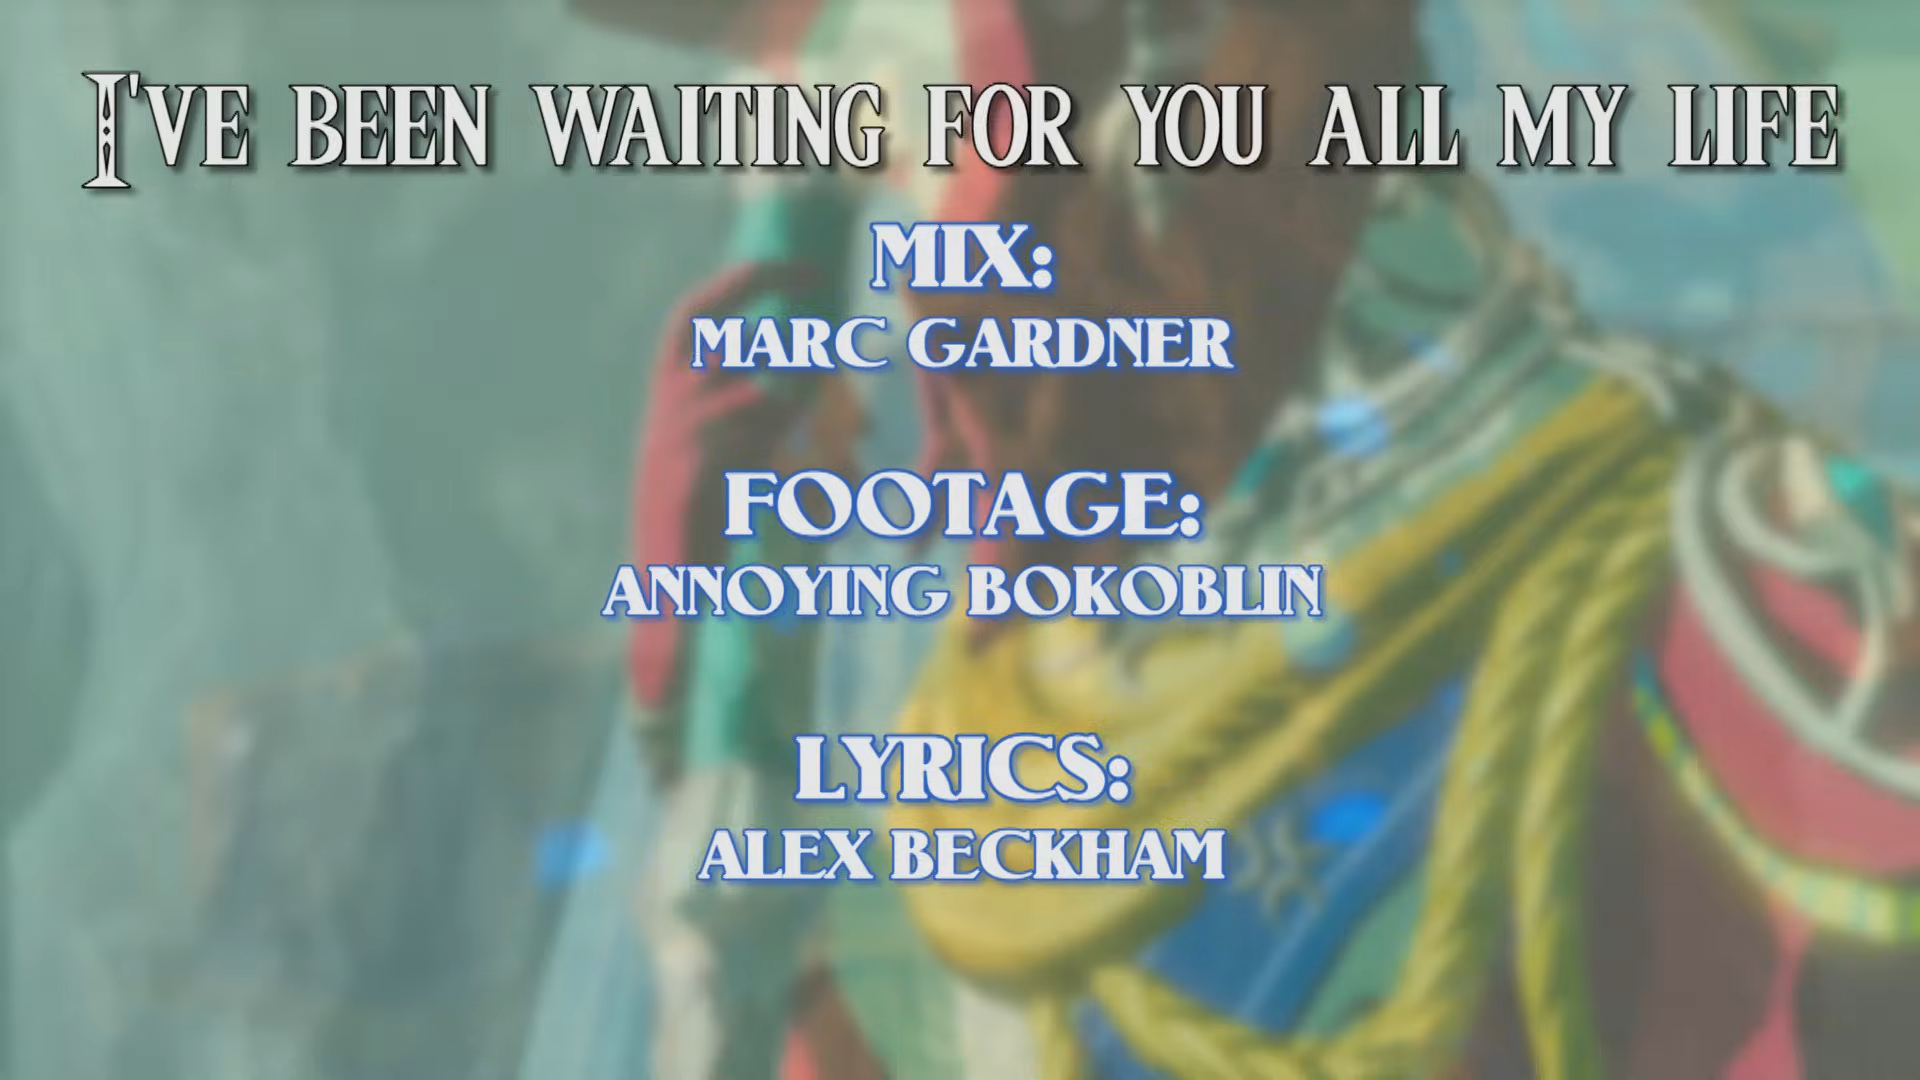 I'VE BEEN WAITING FOR YOU ALL MY LIFE
MIX:
MARC GARDNER
FOOTAGE:
ANNOYING BOKOBLIN
LYRICS:
ALEX BECKHAM